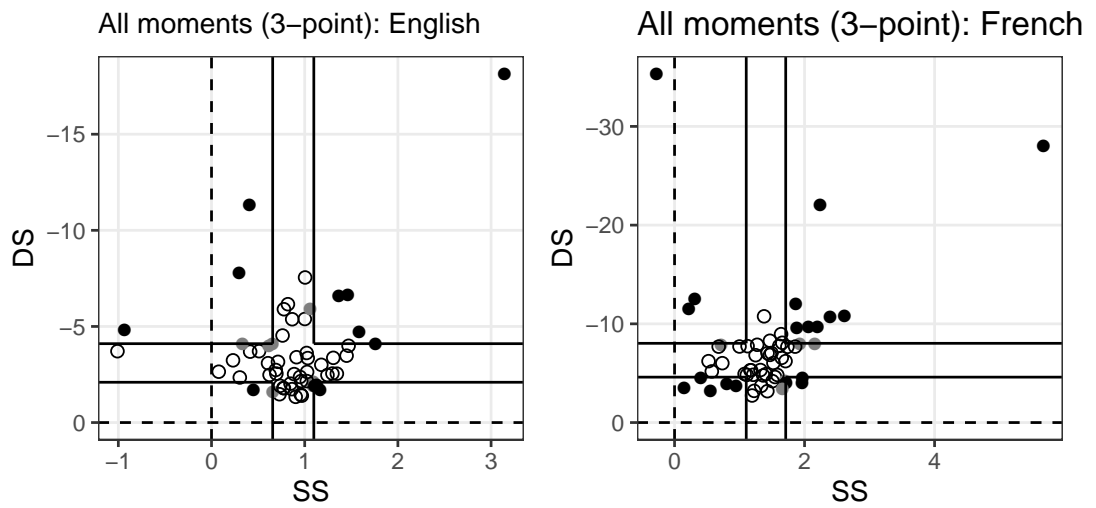 All moments (3−point): English
DS
−15
−10
−5
0
−1 0 1 2 3
SS
All moments (3−point): French
DS
−30
−20
−10
0
0 2 4
SS